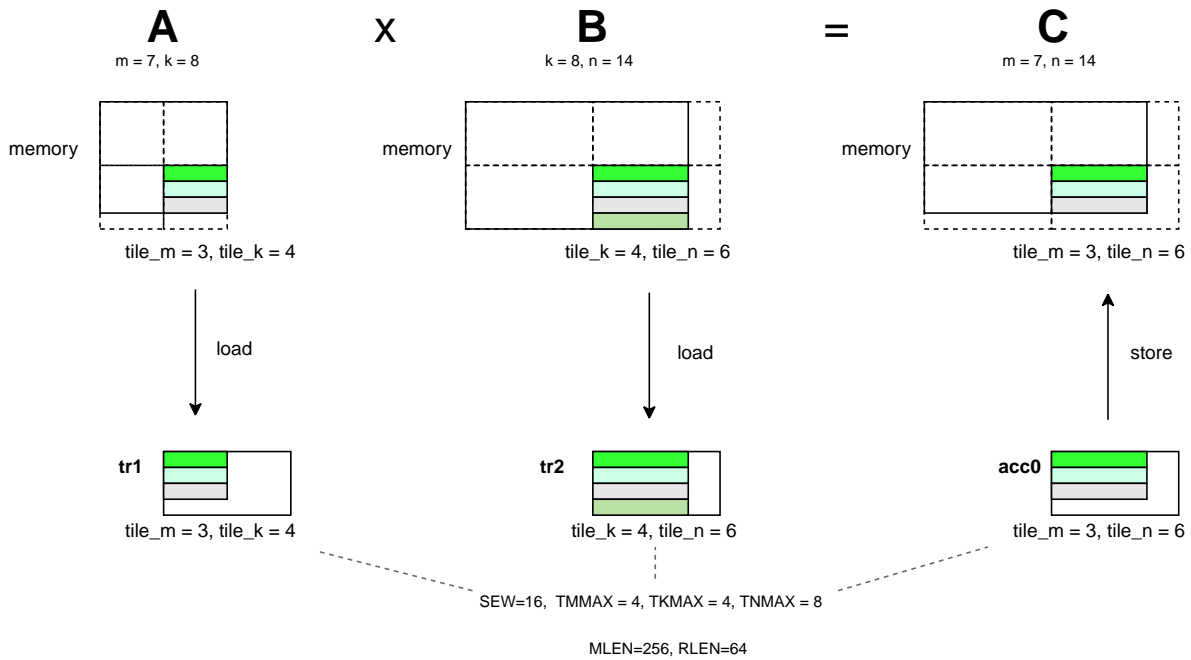 A x B = C
m = 7, k = 8 k = 8, n = 14 m = 7, n = 14
memory memory memory
tile_m = 3, tile_k = 4 tile_k = 4, tile_n = 6 tile_m = 3, tile_n = 6
load load store
tr1 tr2 acc0
tile_m = 3, tile_k = 4 tile_k = 4, tile_n = 6 tile_m = 3, tile_n = 6
SEW=16, TMMAX = 4, TKMAX = 4, TNMAX = 8
MLEN=256, RLEN=64